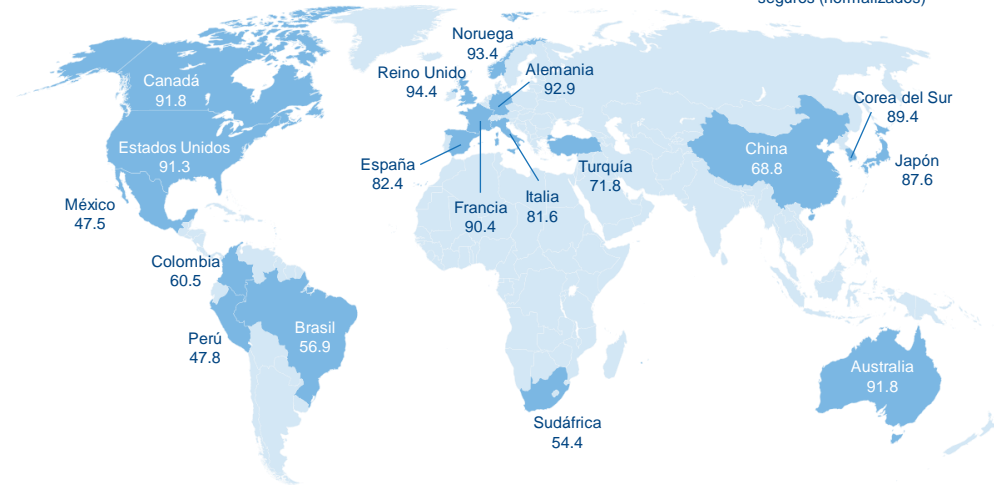 seguros (normalizados)
Noruega
93.4
Reino Unido
94.4
Alemania
92.9
Canadá
91.8
Corea del Sur
89.4
Estados Unidos
91.3
China
68.8
Japón
87.6
España
82.4
Turquía
71.8
Italia
81.6
Francia
90.4
México
47.5
Colombia
60.5
Brasil
56.9
Perú
47.8
Australia
91.8
Sudáfrica
54.4